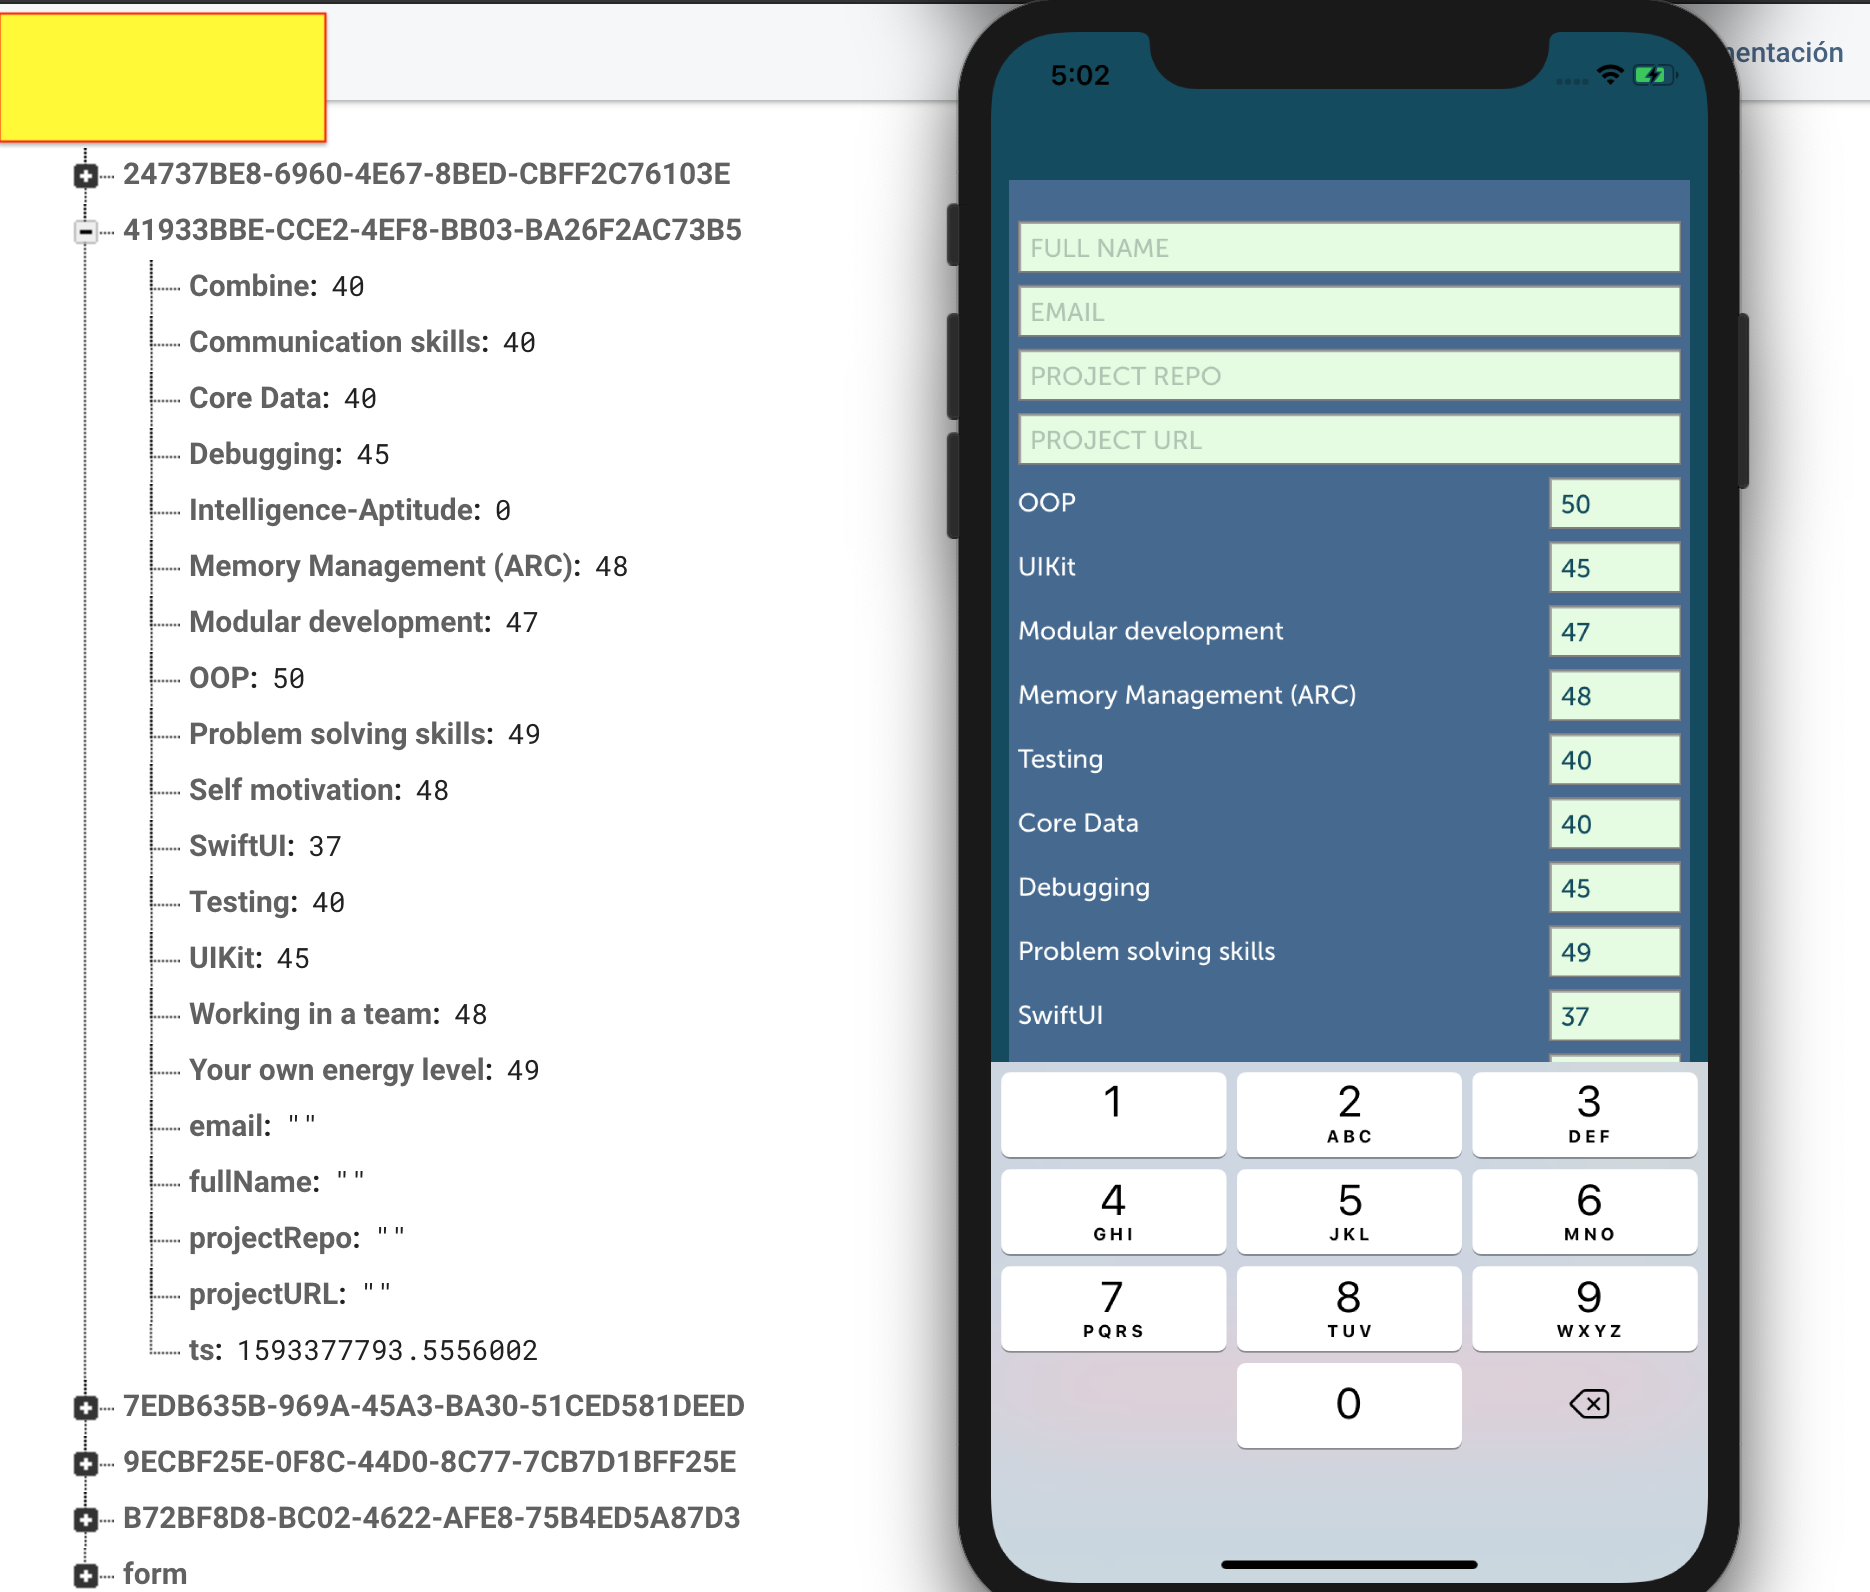 24737BE8-6960-4E67-8BED-CBFF2C76103E
41933BBE-CCE2-4EF8-BB03-BA26F2AC73B5
Combine: 40
Communication skills: 40
Core Data: 40
Debugging: 45
Intelligence-Aptitude: 0
Memory Management (ARC): 48
Modular development: 47
OOP: 50
Problem solving skills: 49
Self motivation: 48
SwiftUI: 37
Testing: 40
UIKit: 45
Working in a team: 48
Your own energy level: 49
email: ""
fullName: ""
projectRepo: ""
projectURL: ""
ts: 1593377793.5556002
7EDB635B-969A-45A3-BA30-51CED581DEED
9ECBF25E-0F8C-44D0-8C77-7CB7D1BFF25E
B72BF8D8-BC02-4622-AFE8-75B4ED5A87D3
form
mentación
5:02
FULL NAME
EMAIL
PROJECT REPO
PROJECT URL
OOP 50
UIKit 45
Modular development 47
Memory Management (ARC) 48
Testing 40
Core Data 40
Debugging 45
Problem solving skills 49
SwiftUI 37
1 2 3
ABC DEF
4 5 6
GHI JKL MNO
7 8 9
PQRS TUV WXYZ
0